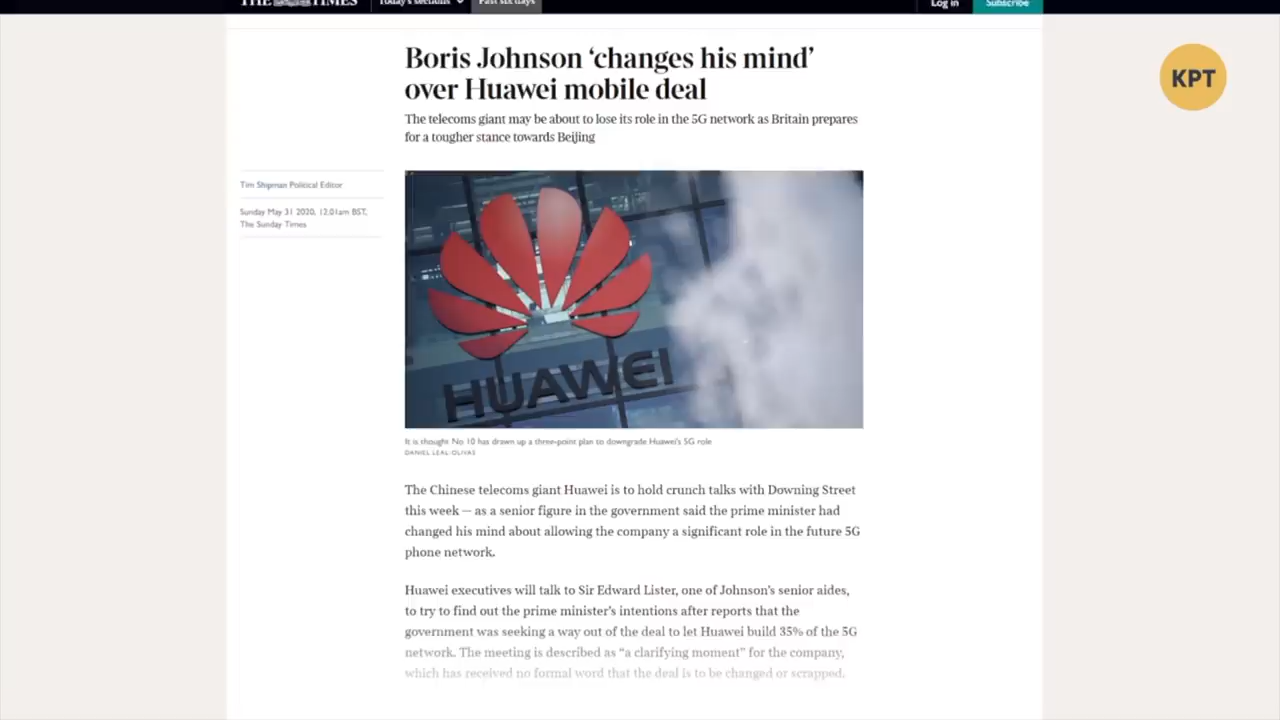 THE TIMES
Today's sections
Past six days
Log in
Subscribe
KPT
Boris Johnson ‘changes his mind’
over Huawei mobile deal
The telecoms giant may be about to lose its role in the 5G network as Britain prepares
for a tougher stance towards Beijing
Tim Shipman Political Editor
Sunday May 31 2020, 12.01am BST,
The Sunday Times
HUAWEI
It is thought No 10 has drawn up a three-point plan to downgrade Huawei's 5G role
DANIEL LEAL-OLIVAS
The Chinese telecoms giant Huawei is to hold crunch talks with Downing Street
this week — as a senior figure in the government said the prime minister had
changed his mind about allowing the company a significant role in the future 5G
phone network.
Huawei executives will talk to Sir Edward Lister, one of Johnson’s senior aides,
to try to find out the prime minister’s intentions after reports that the
government was seeking a way out of the deal to let Huawei build 35% of the 5G
network. The meeting is described as “a clarifying moment” for the company,
which has received no formal word that the deal is to be changed or scrapped.